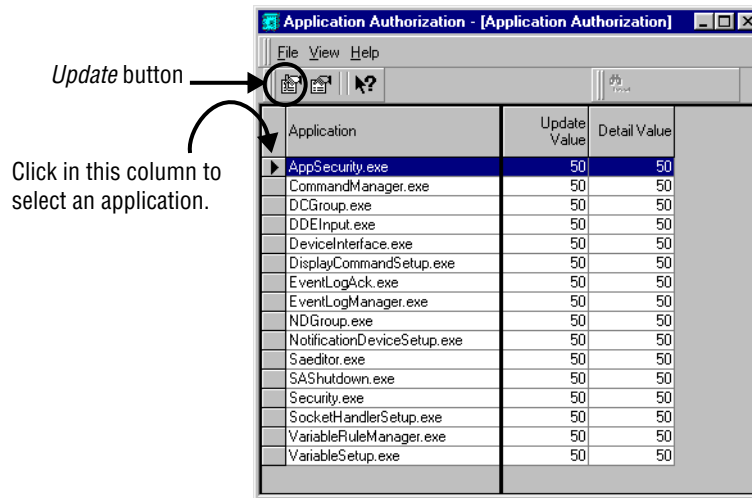 Application Authorization - [Application Authorization]
File View Help
Update button
Click in this column to
select an application.
Application Update Value Detail Value
AppSecurity.exe 50 50
CommandManager.exe 50 50
DCGroup.exe 50 50
DDEInput.exe 50 50
DeviceInterface.exe 50 50
DisplayCommandSetup.exe 50 50
EventLogAck.exe 50 50
EventLogManager.exe 50 50
NDGroup.exe 50 50
NotificationDeviceSetup.exe 50 50
Saeditor.exe 50 50
SAShutdown.exe 50 50
Security.exe 50 50
SocketHandlerSetup.exe 50 50
VariableRuleManager.exe 50 50
VariableSetup.exe 50 50